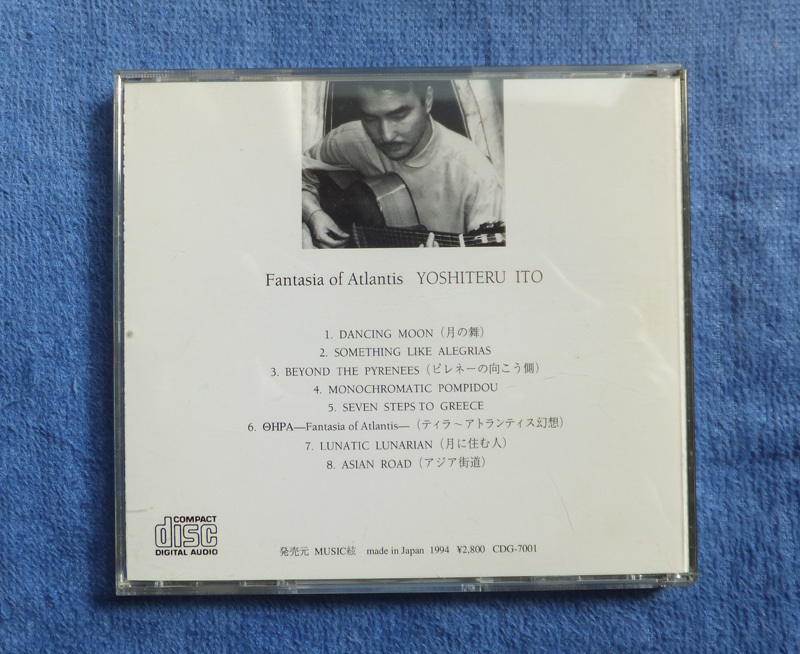 Fantasia of Atlantis YOSHITERU ITO
1. DANCING MOON (月の舞)
2. SOMETHING LIKE ALEGRIAS
3. BEYOND THE PYRENEES (ピレネーの向こう側)
4. MONOCHROMATIC POMPIDOU
5. SEVEN STEPS TO GREECE
6. ΘΗΡΑ—Fantasia of Atlantis— (ティラ〜アトランティス幻想)
7. LUNATIC LUNARIAN (月に住む人)
8. ASIAN ROAD (アジア街道)
COMPACT
disc
DIGITAL AUDIO
発売元 MUSIC絃 made in Japan 1994 ¥2,800 CDG-7001